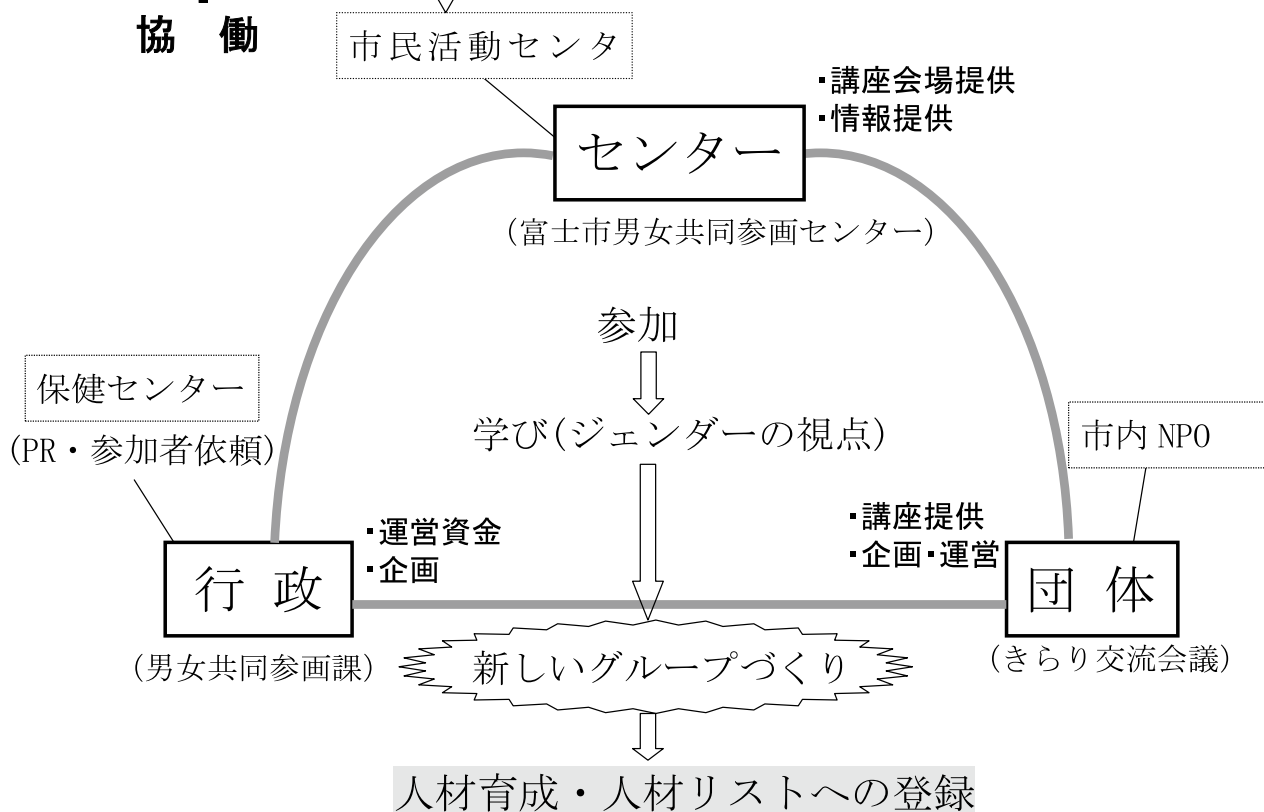 協 働
市民活動センタ
・講座会場提供
・情報提供
センター
(富士市男女共同参画センター)
参加
保健センター
(PR・参加者依頼)
学び(ジェンダーの視点)
市内 NPO
・運営資金
・企画
・講座提供
・企画・運営
行 政
団 体
(男女共同参画課)
新しいグループづくり
(きらり交流会議)
人材育成・人材リストへの登録